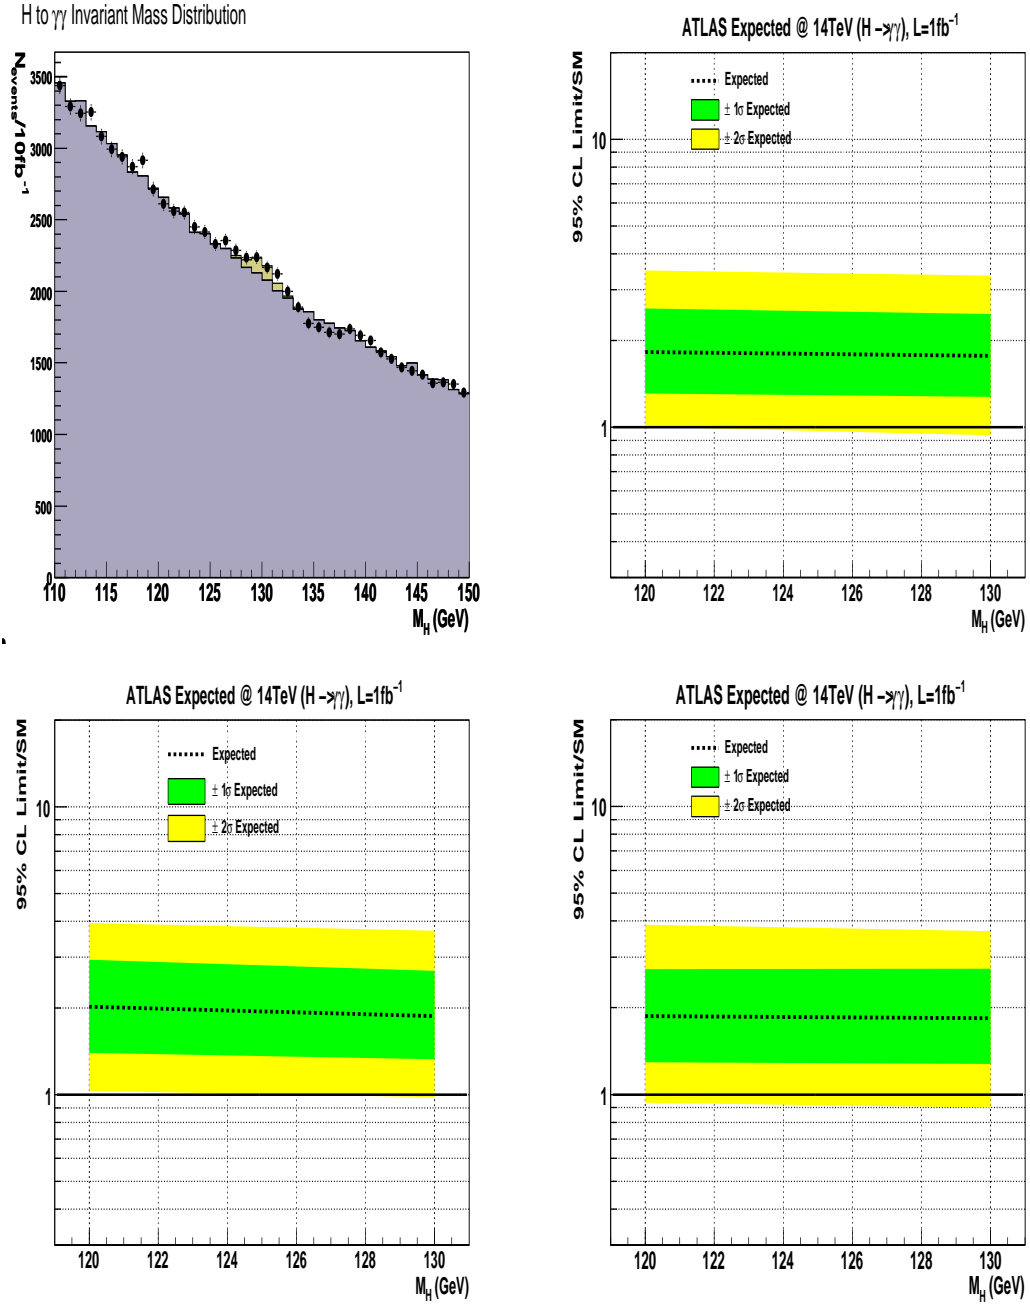 H to γγ Invariant Mass Distribution
N_events/10fb⁻¹
3500
3000
2500
2000
1500
1000
500
0
110 115 120 125 130 135 140 145 150
M_H (GeV)
ATLAS Expected @ 14TeV (H –>γγ), L=1fb⁻¹
95% CL Limit/SM
Expected
± 1σ Expected
± 2σ Expected
10
1
120 122 124 126 128 130
M_H (GeV)
ATLAS Expected @ 14TeV (H –>γγ), L=1fb⁻¹
95% CL Limit/SM
Expected
± 1σ Expected
± 2σ Expected
10
1
120 122 124 126 128 130
M_H (GeV)
ATLAS Expected @ 14TeV (H –>γγ), L=1fb⁻¹
95% CL Limit/SM
Expected
± 1σ Expected
± 2σ Expected
10
1
120 122 124 126 128 130
M_H (GeV)